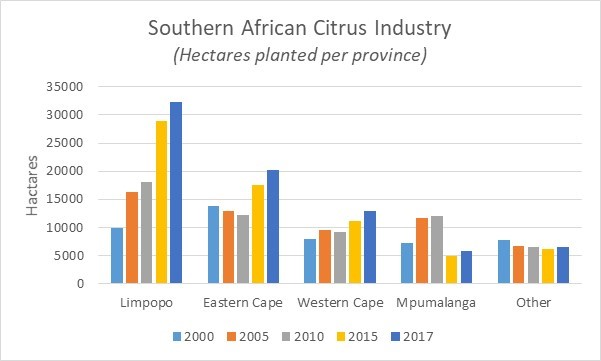 Southern African Citrus Industry
(Hectares planted per province)
35000
30000
25000
20000
15000
10000
5000
0
Hactares
Limpopo Eastern Cape Western Cape Mpumalanga Other
2000 2005 2010 2015 2017